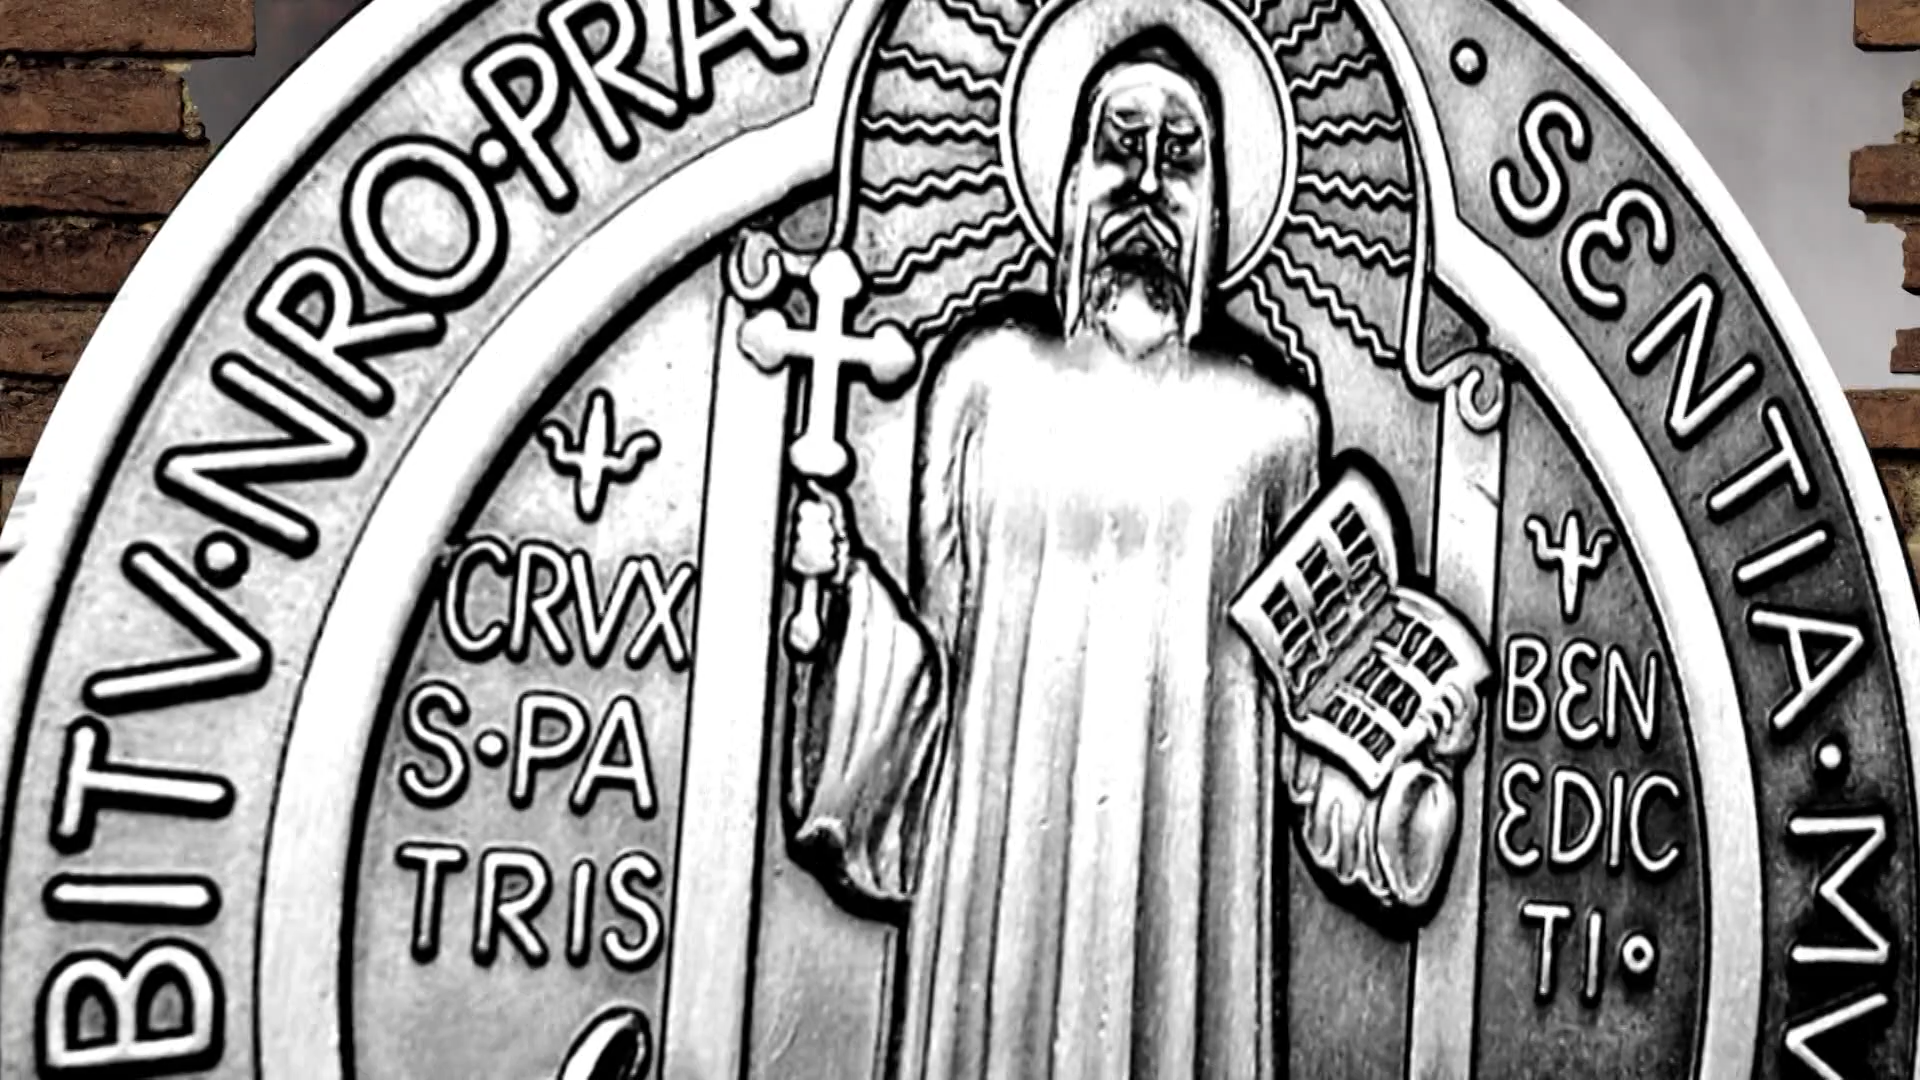 BITV·NRO·PRA
· SENTIA·MV
CRVX
S·PA
TRIS
BEN
EDIC
TI·